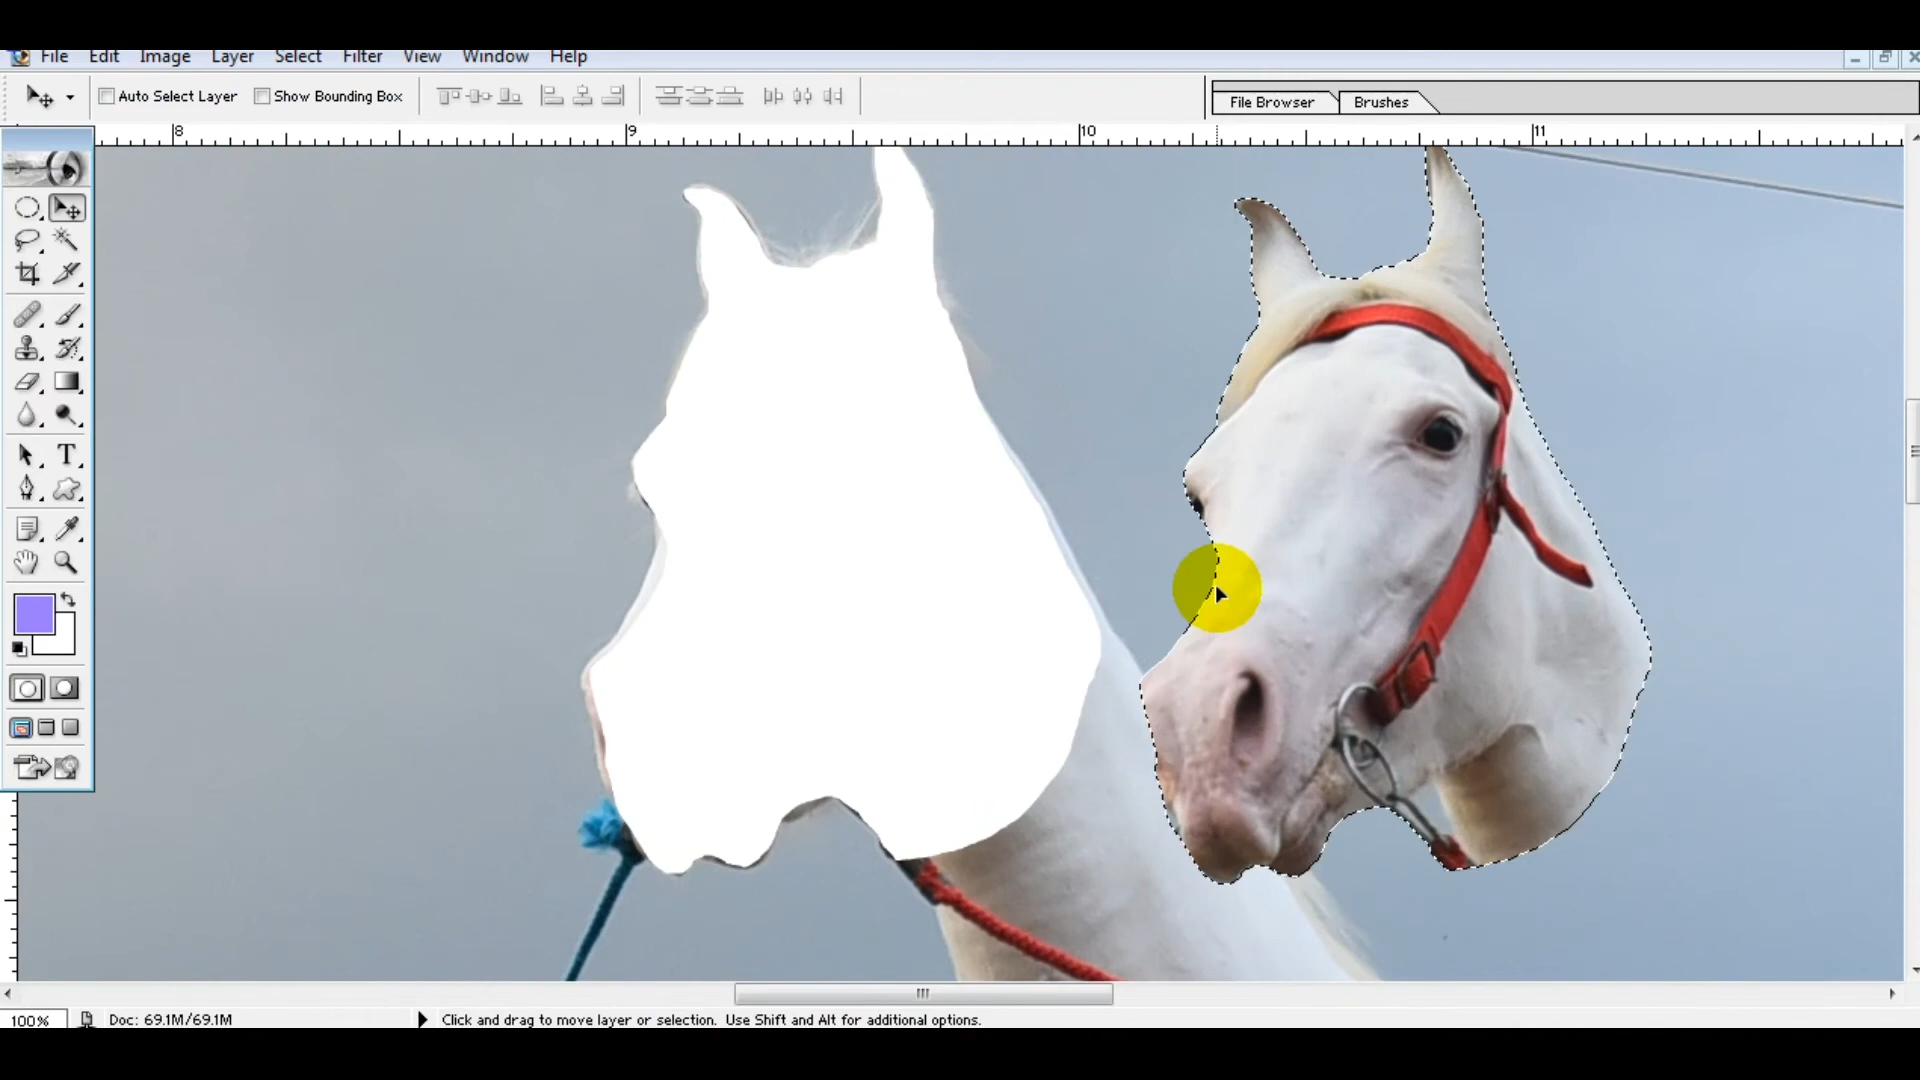 File Edit Image Layer Select Filter View Window Help
Auto Select Layer Show Bounding Box File Browser Brushes
8 9 10 11
T
100% Doc: 69.1M/69.1M Click and drag to move layer or selection. Use Shift and Alt for additional options.